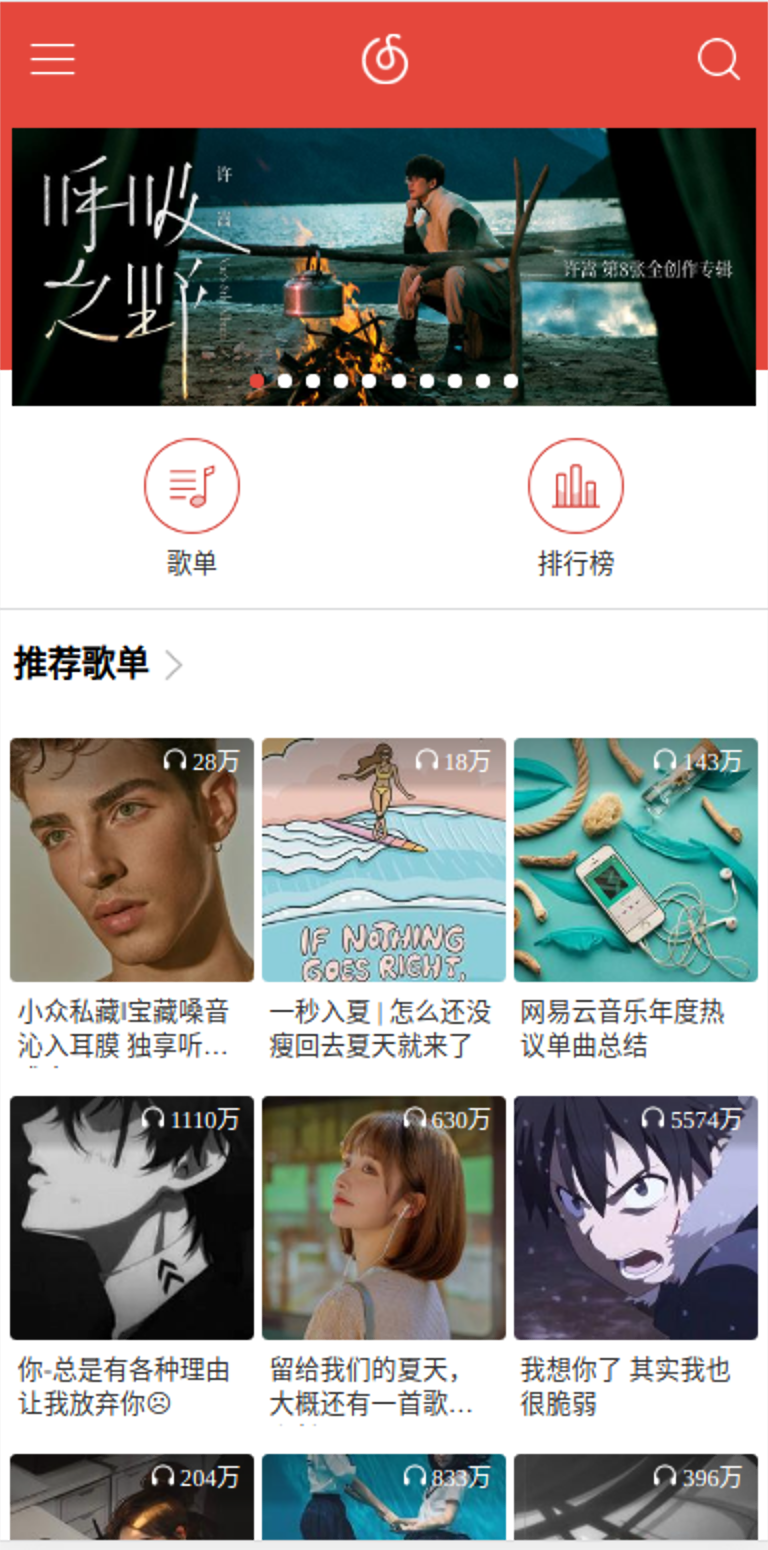 呼吸
之野
许
嵩
许嵩 第8张全创作专辑
歌单
排行榜
推荐歌单
28万
18万
143万
IF NOTHING
GOES RIGHT,
小众私藏‖宝藏嗓音
沁入耳膜 独享听…
一秒入夏 | 怎么还没
瘦回去夏天就来了
网易云音乐年度热
议单曲总结
1110万
630万
5574万
你-总是有各种理由
让我放弃你☹
留给我们的夏天，
大概还有一首歌…
我想你了 其实我也
很脆弱
204万
833万
396万